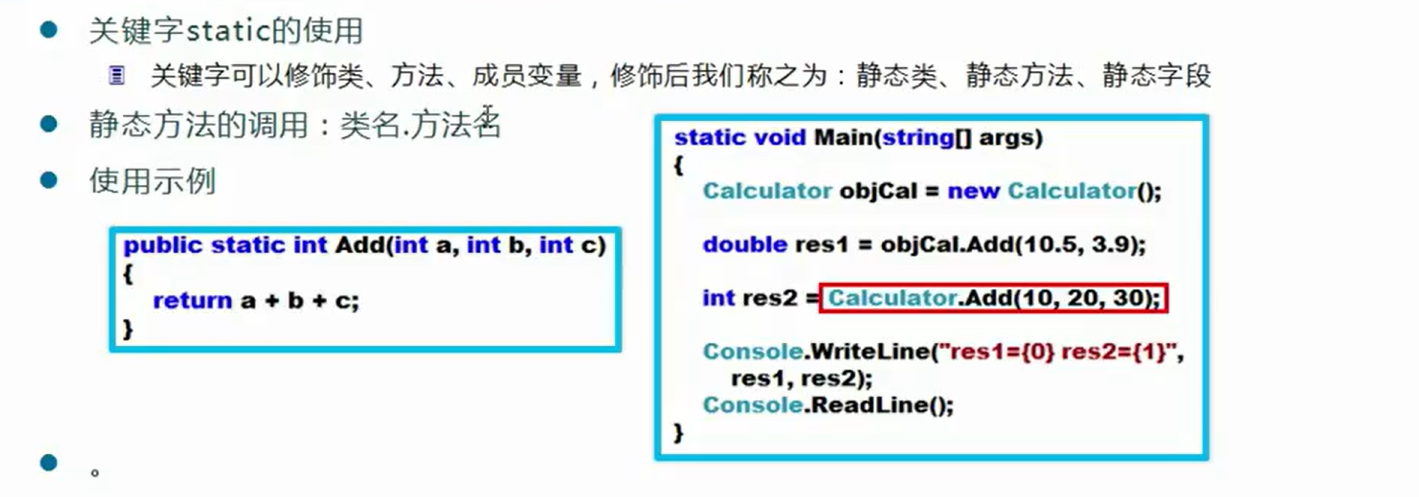 关键字static的使用
关键字可以修饰类、方法、成员变量，修饰后我们称之为：静态类、静态方法、静态字段
静态方法的调用：类名.方法名
使用示例
public static int Add(int a, int b, int c)
{
return a + b + c;
}
static void Main(string[] args)
{
Calculator objCal = new Calculator();
double res1 = objCal.Add(10.5, 3.9);
int res2 = Calculator.Add(10, 20, 30);
Console.WriteLine("res1={0} res2={1}",
res1, res2);
Console.ReadLine();
}
。